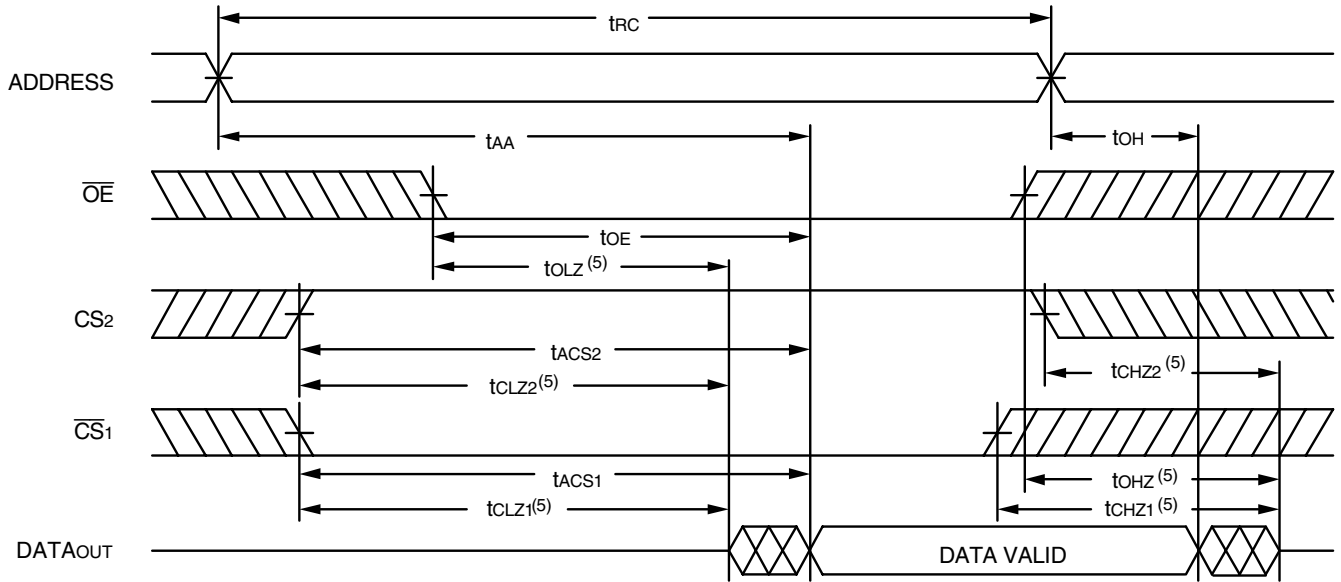 tRC
ADDRESS
tAA
tOH
OE
tOE
tOLZ (5)
CS2
tACS2
tCLZ2(5)
tCHZ2(5)
CS1
tACS1
tOHZ (5)
tCLZ1(5)
tCHZ1(5)
DATAOUT
DATA VALID